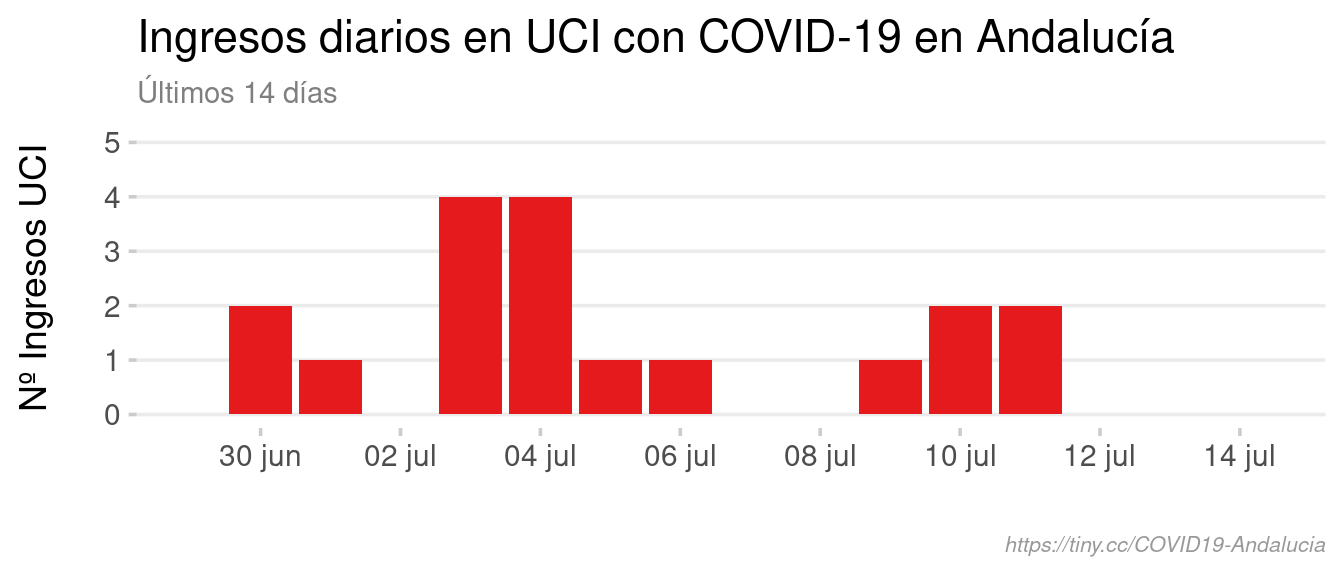 Ingresos diarios en UCI con COVID-19 en Andalucía
Últimos 14 días
Nº Ingresos UCI
5
4
3
2
1
0
30 jun 02 jul 04 jul 06 jul 08 jul 10 jul 12 jul 14 jul
https://tiny.cc/COVID19-Andalucia